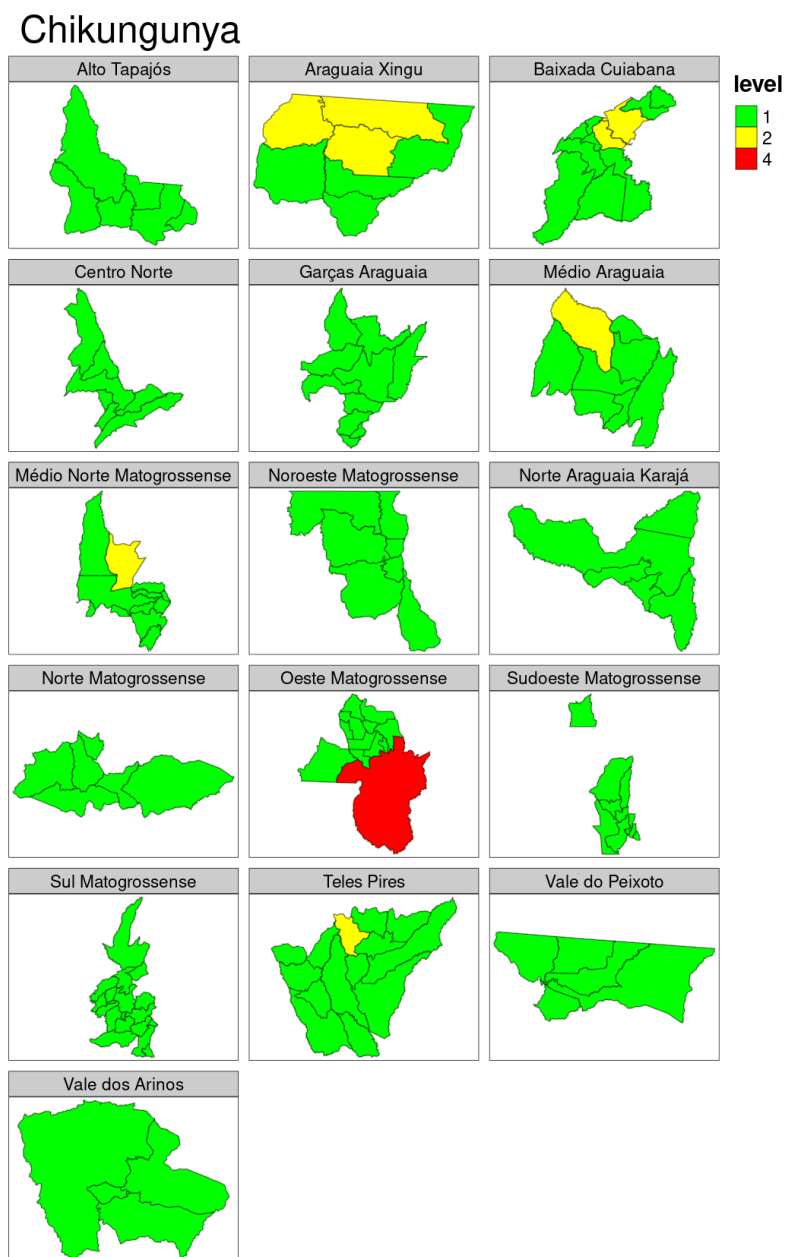 Chikungunya
Alto Tapajós
Araguaia Xingu
Baixada Cuiabana
level
1
2
4
Centro Norte
Garças Araguaia
Médio Araguaia
Médio Norte Matogrossense
Noroeste Matogrossense
Norte Araguaia Karajá
Norte Matogrossense
Oeste Matogrossense
Sudoeste Matogrossense
Sul Matogrossense
Teles Pires
Vale do Peixoto
Vale dos Arinos